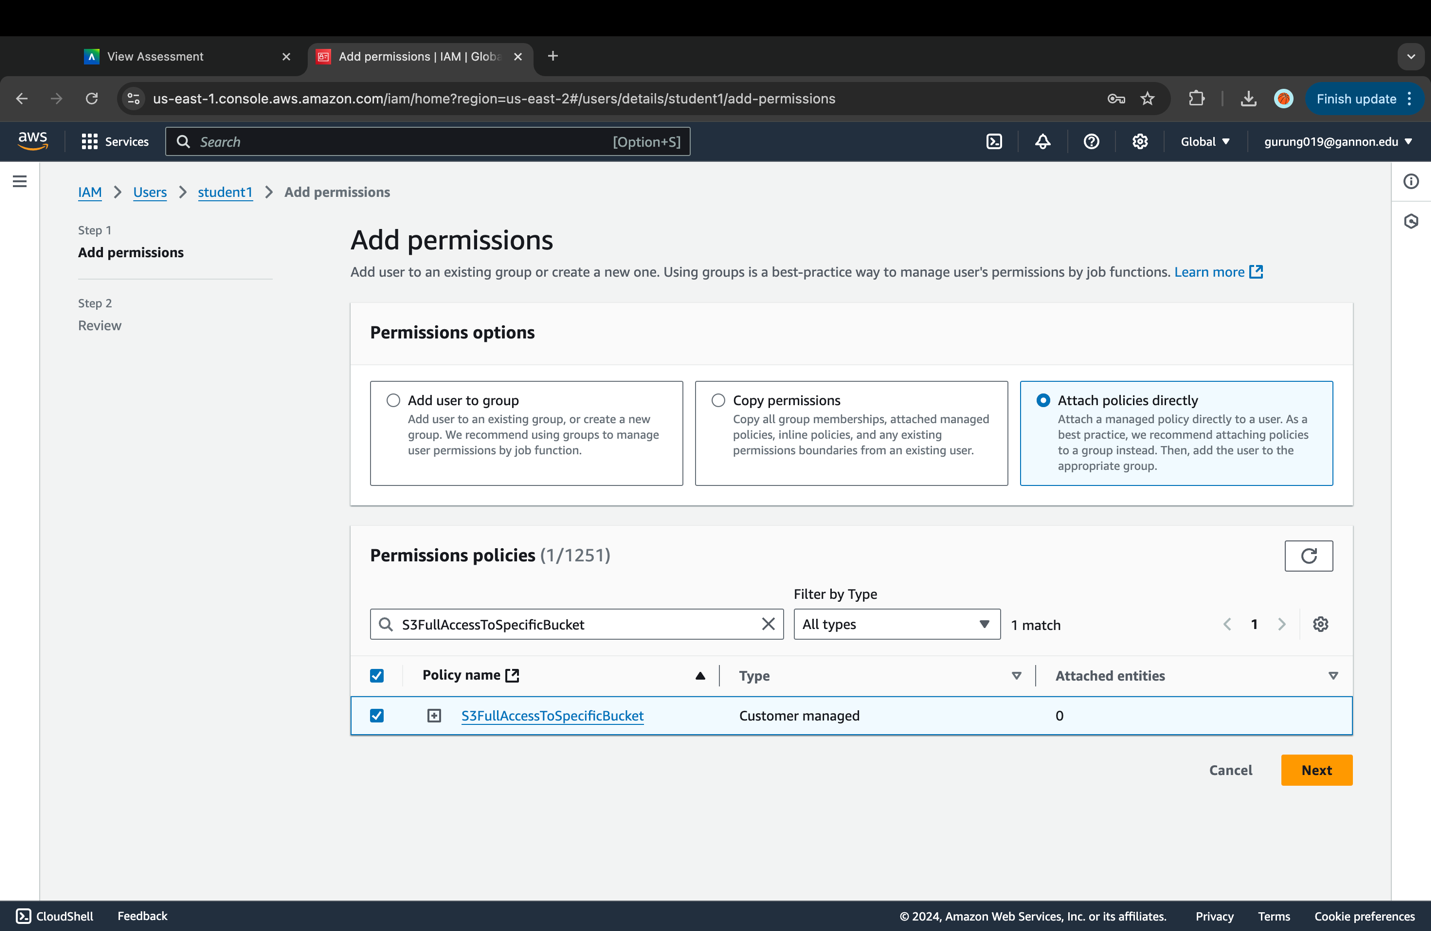 View Assessment
Add permissions | IAM | Globa
us-east-1.console.aws.amazon.com/iam/home?region=us-east-2#/users/details/student1/add-permissions
Finish update
aws
Services
Search
[Option+S]
Global
gurung019@gannon.edu
IAM
Users
student1
Add permissions
Step 1
Add permissions
Step 2
Review
Add permissions
Add user to an existing group or create a new one. Using groups is a best-practice way to manage user's permissions by job functions. Learn more
Permissions options
Add user to group
Add user to an existing group, or create a new
group. We recommend using groups to manage
user permissions by job function.
Copy permissions
Copy all group memberships, attached managed
policies, inline policies, and any existing
permissions boundaries from an existing user.
Attach policies directly
Attach a managed policy directly to a user. As a
best practice, we recommend attaching policies
to a group instead. Then, add the user to the
appropriate group.
Permissions policies (1/1251)
Filter by Type
S3FullAccessToSpecificBucket
All types
1 match
1
Policy name
Type
Attached entities
S3FullAccessToSpecificBucket
Customer managed
0
Cancel
Next
CloudShell
Feedback
© 2024, Amazon Web Services, Inc. or its affiliates.
Privacy
Terms
Cookie preferences